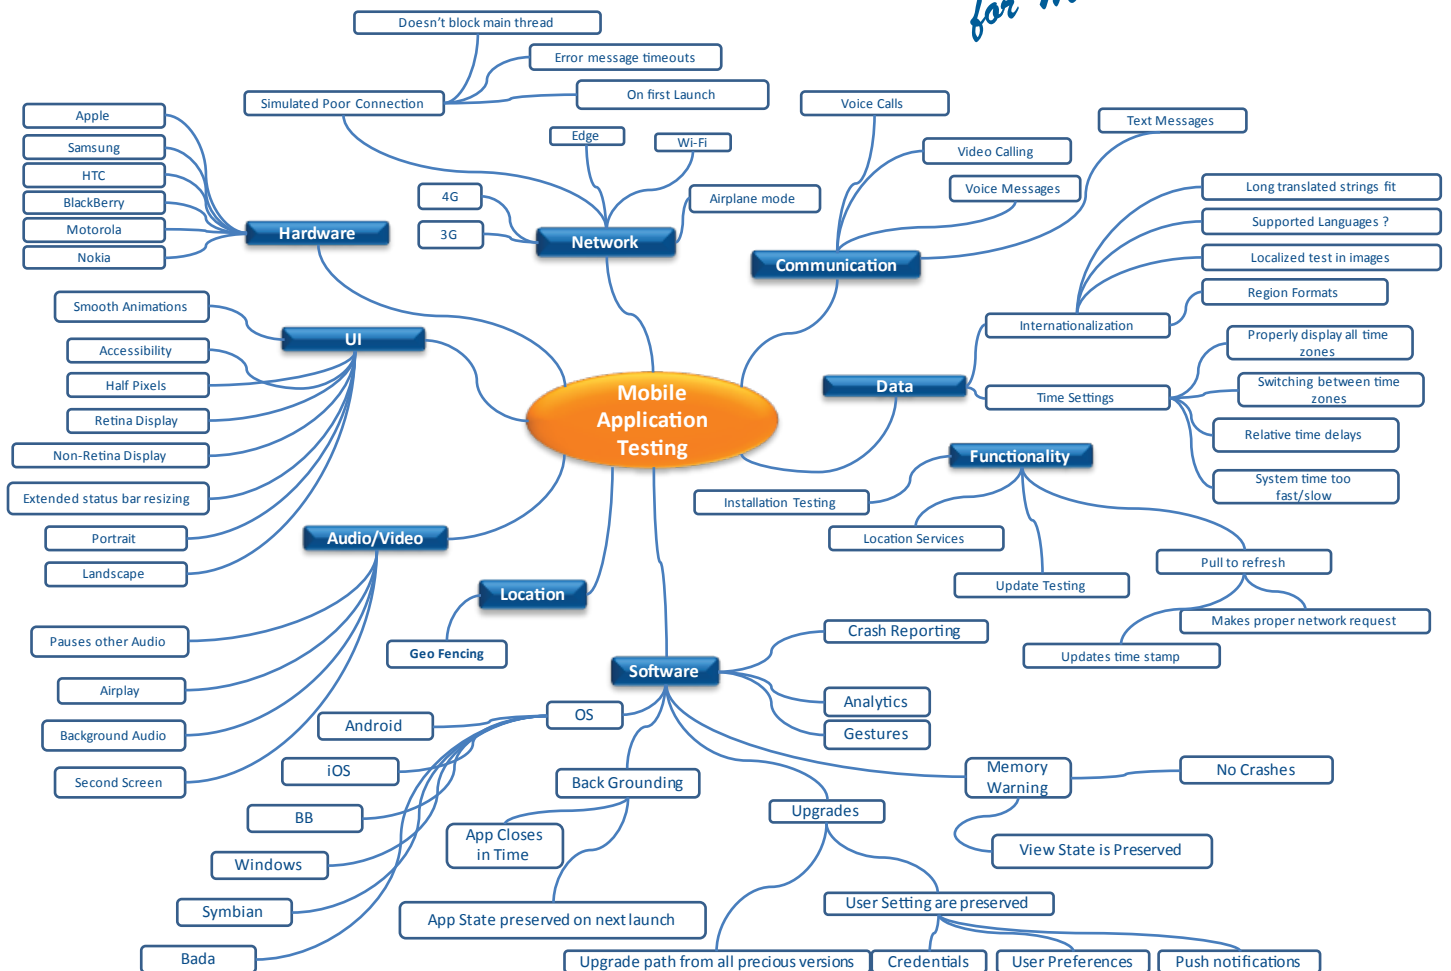 for M
Doesn't block main thread
Error message timeouts
Simulated Poor Connection
On first Launch
Edge
Wi-Fi
4G
3G
Airplane mode
Network
Apple
Samsung
HTC
BlackBerry
Motorola
Nokia
Hardware
Voice Calls
Text Messages
Video Calling
Voice Messages
Communication
Long translated strings fit
Supported Languages ?
Localized test in images
Region Formats
Internationalization
Properly display all time
zones
Switching between time
zones
Time Settings
Relative time delays
System time too
fast/slow
Data
Smooth Animations
UI
Accessibility
Half Pixels
Retina Display
Non-Retina Display
Extended status bar resizing
Portrait
Landscape
Mobile
Application
Testing
Functionality
Installation Testing
Location Services
Update Testing
Pull to refresh
Makes proper network request
Updates time stamp
Audio/Video
Pauses other Audio
Airplay
Background Audio
Second Screen
Location
Geo Fencing
Software
Crash Reporting
Analytics
Gestures
OS
Android
iOS
BB
Windows
Symbian
Bada
Back Grounding
App Closes
in Time
App State preserved on next launch
Upgrades
Memory
Warning
No Crashes
View State is Preserved
User Setting are preserved
Upgrade path from all precious versions
Credentials
User Preferences
Push notifications